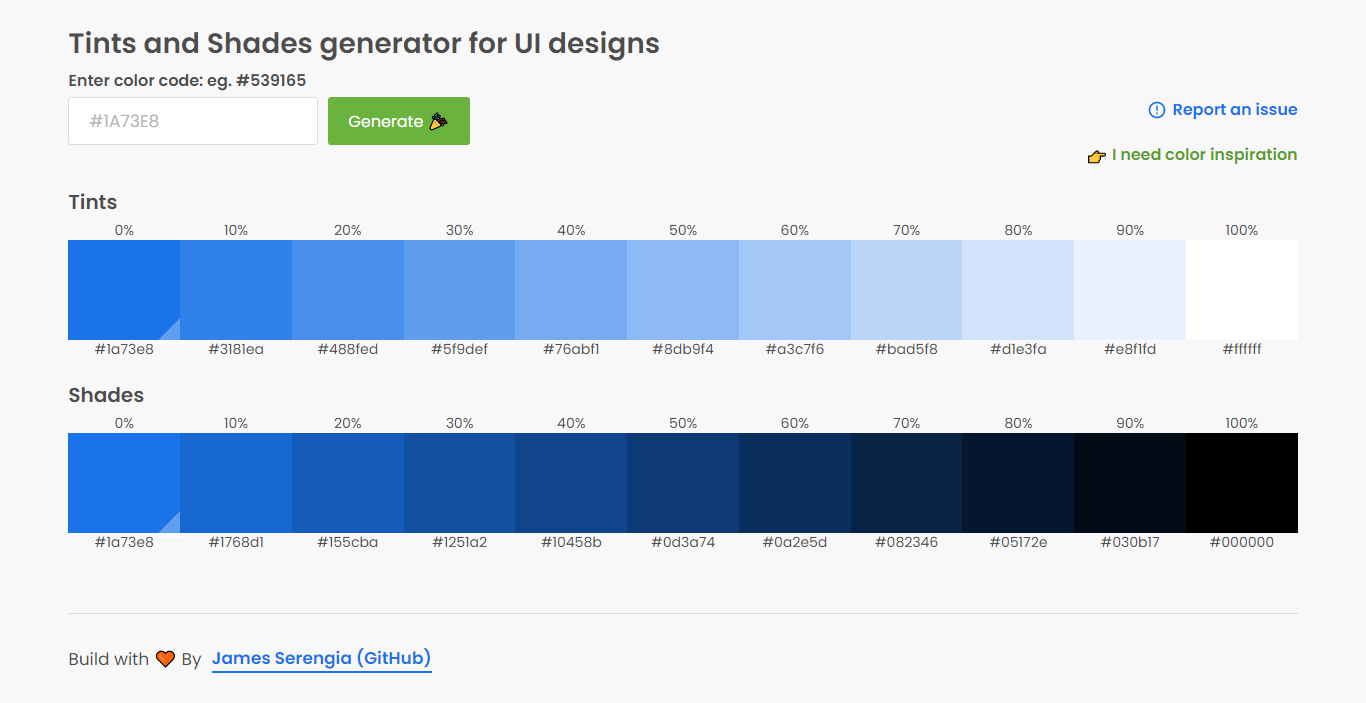 Tints and Shades generator for UI designs
Enter color code: eg. #539165
#1A73E8
Generate
Report an issue
I need color inspiration
Tints
0% 10% 20% 30% 40% 50% 60% 70% 80% 90% 100%
#1a73e8 #3181ea #488fed #5f9def #76abf1 #8db9f4 #a3c7f6 #bad5f8 #d1e3fa #e8f1fd #ffffff
Shades
0% 10% 20% 30% 40% 50% 60% 70% 80% 90% 100%
#1a73e8 #1768d1 #155cba #1251a2 #10458b #0d3a74 #0a2e5d #082346 #05172e #030b17 #000000
Build with 🧡 By James Serengia (GitHub)